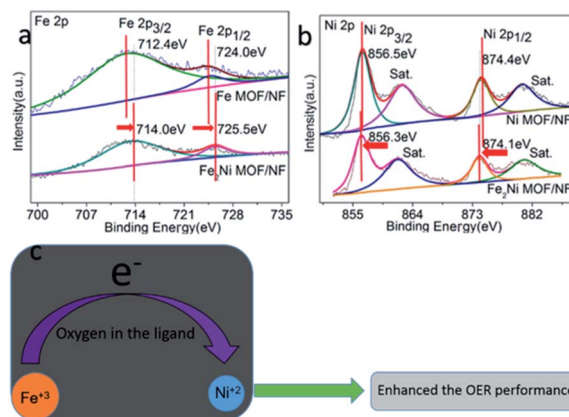 a
Fe 2p
Fe 2p3/2
712.4eV
Fe 2p1/2
724.0eV
Fe MOF/NF
714.0eV
725.5eV
Fe2Ni MOF/NF
Intensity(a.u.)
700 707 714 721 728 735
Binding Energy(eV)
b
Ni 2p
Ni 2p3/2
856.5eV
Sat.
Ni 2p1/2
874.4eV
Sat.
Ni MOF/NF
856.3eV
Sat.
874.1eV
Sat.
Fe2Ni MOF/NF
Intensity(a.u.)
855 864 873 882
Binding Energy(eV)
c
e-
Oxygen in the ligand
Fe+3
Ni+2
Enhanced the OER performance